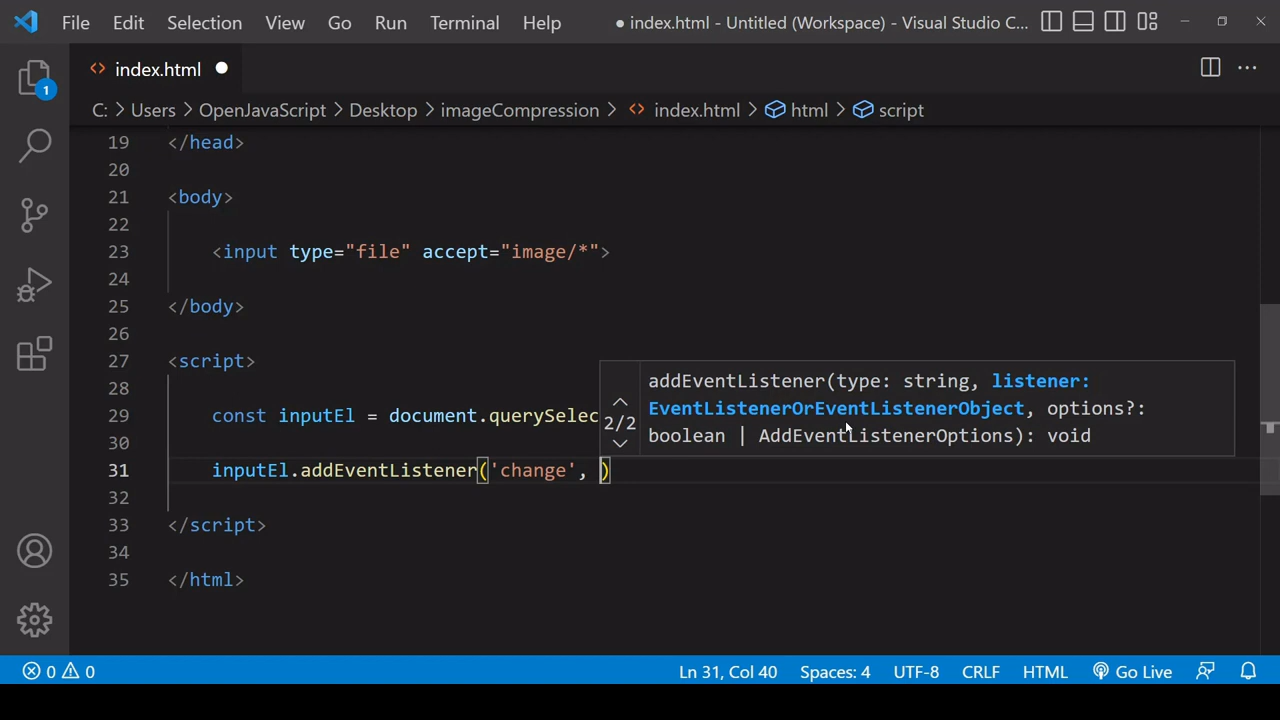 File Edit Selection View Go Run Terminal Help ● index.html - Untitled (Workspace) - Visual Studio C...
index.html
1
C: > Users > OpenJavaScript > Desktop > imageCompression > index.html > html > script
19 </head>
20
21 <body>
22
23 <input type="file" accept="image/*">
24
25 </body>
26
27 <script>
28
29 const inputEl = document.querySelec
30
31 inputEl.addEventListener('change', )
32
33 </script>
34
35 </html>
2/2
addEventListener(type: string, listener:
EventListenerOrEventListenerObject, options?:
boolean | AddEventListenerOptions): void
0 0 Ln 31, Col 40 Spaces: 4 UTF-8 CRLF HTML Go Live